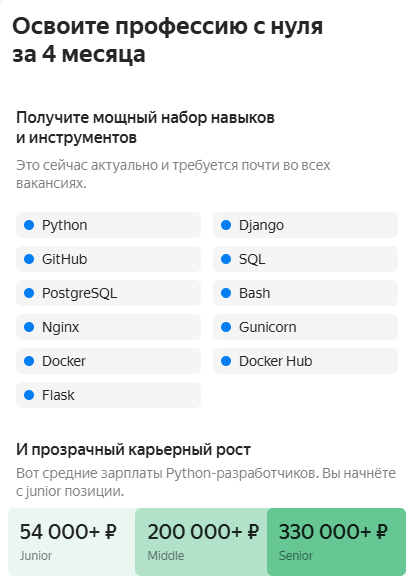 Освоите профессию с нуля
за 4 месяца
Получите мощный набор навыков
и инструментов
Это сейчас актуально и требуется почти во всех
вакансиях.
Python
Django
GitHub
SQL
PostgreSQL
Bash
Nginx
Gunicorn
Docker
Docker Hub
Flask
И прозрачный карьерный рост
Вот средние зарплаты Python-разработчиков. Вы начнёте
с junior позиции.
54 000+ ₽
200 000+ ₽
330 000+ ₽
Junior
Middle
Senior